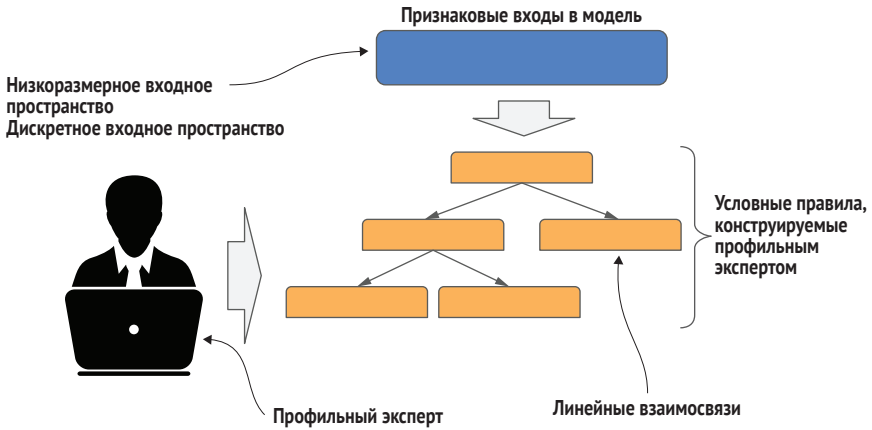 Признаковые входы в модель
Низкоразмерное входное
пространство
Дискретное входное пространство
Условные правила,
конструируемые
профильным
экспертом
Линейные взаимосвязи
Профильный эксперт